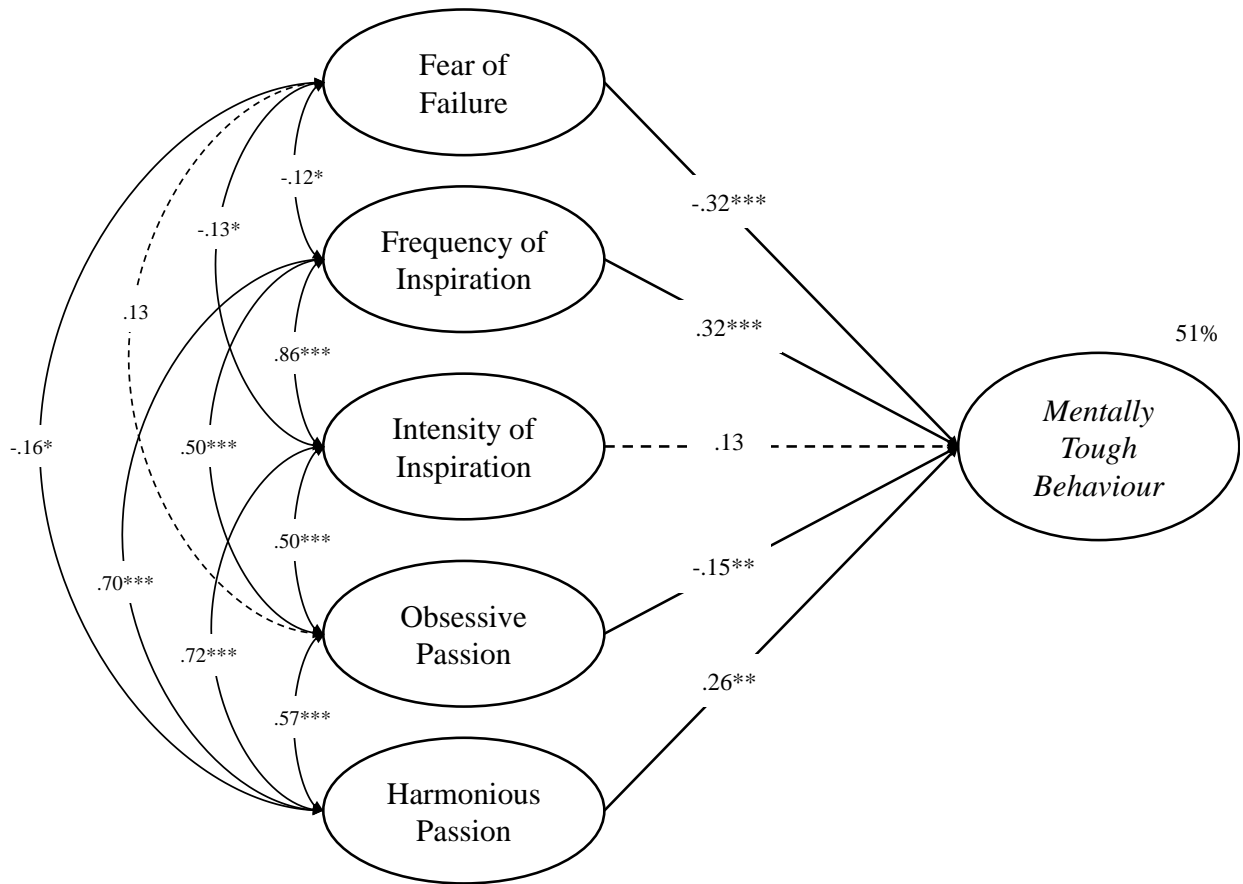 Fear of
Failure
-.12*
-.32***
-.13*
Frequency of
Inspiration
.13
.32***
51%
.86***
Mentally
Tough
Behaviour
-.16*
.50***
Intensity of
Inspiration
.13
.50***
-.15**
.70***
Obsessive
Passion
.72***
.26**
.57***
Harmonious
Passion